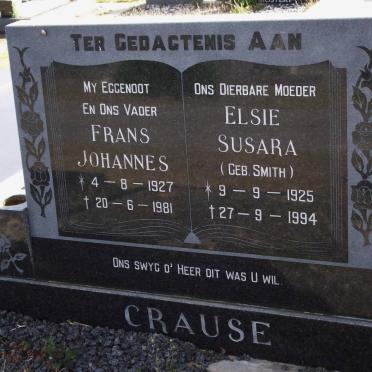 Ter Gedagtenis Aan
My Eggenoot
En Ons Vader
Frans
Johannes
* 4 - 8 - 1927
† 20 - 6 - 1981
Ons Dierbare Moeder
Elsie
Susara
(Geb. Smith)
* 9 - 9 - 1925
† 27 - 9 - 1994
Ons swyg o' Heer dit was U wil.
Crause